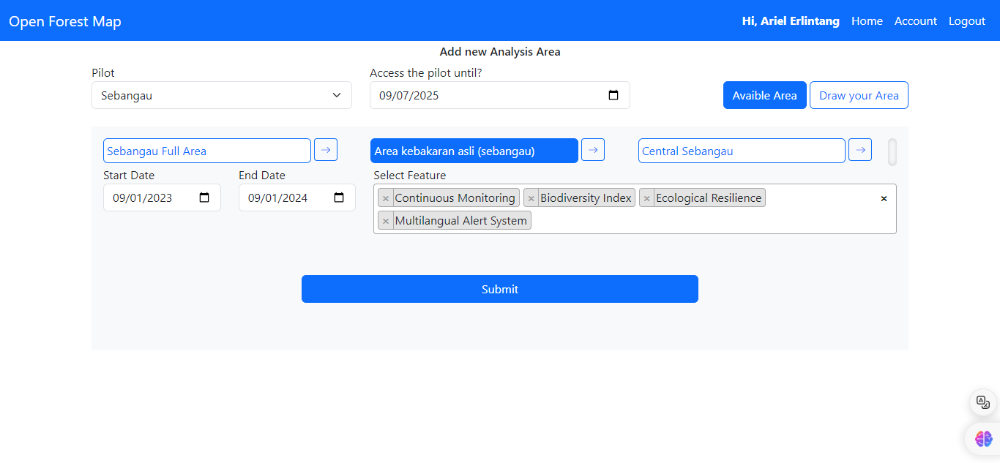 Open Forest Map
Hi, Ariel Erlintang Home Account Logout
Add new Analysis Area
Pilot
Access the pilot until?
Sebangau
09/07/2025
Avaible Area
Draw your Area
Sebangau Full Area
Area kebakaran asli (sebangau)
Central Sebangau
Start Date
End Date
Select Feature
09/01/2023
09/01/2024
× Continuous Monitoring × Biodiversity Index × Ecological Resilience ×
× Multilangual Alert System
Submit